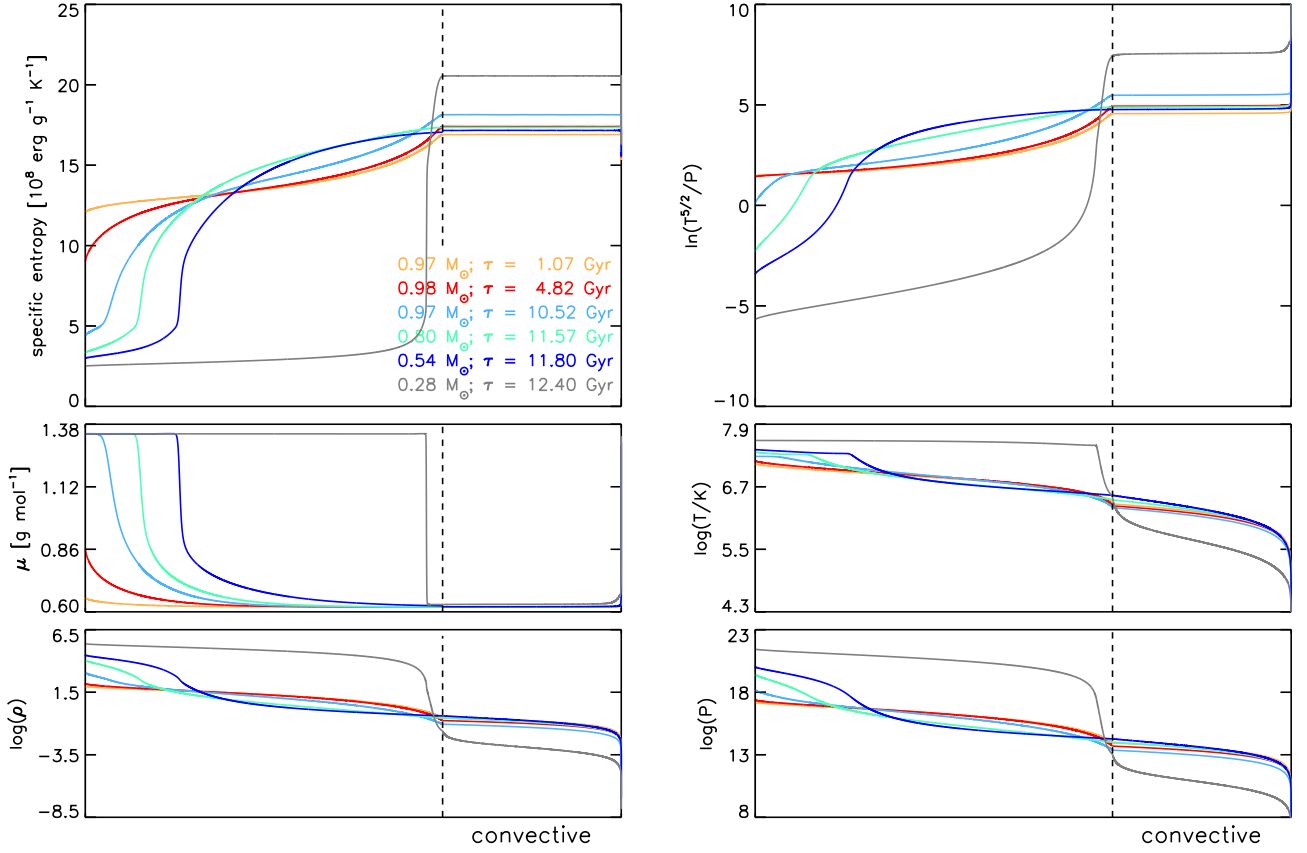 25
20
15
10
5
0
specific entropy [10⁸ erg g⁻¹ K⁻¹]
0.97 M⊙; τ = 1.07 Gyr
0.98 M⊙; τ = 4.82 Gyr
0.97 M⊙; τ = 10.52 Gyr
0.80 M⊙; τ = 11.57 Gyr
0.54 M⊙; τ = 11.80 Gyr
0.28 M⊙; τ = 12.40 Gyr
10
5
0
−5
−10
ln(T^5/2/P)
1.38
1.12
0.86
0.60
μ [g mol⁻¹]
7.9
6.7
5.5
4.3
log(T/K)
6.5
1.5
−3.5
−8.5
log(ρ)
convective
23
18
13
8
log(P)
convective